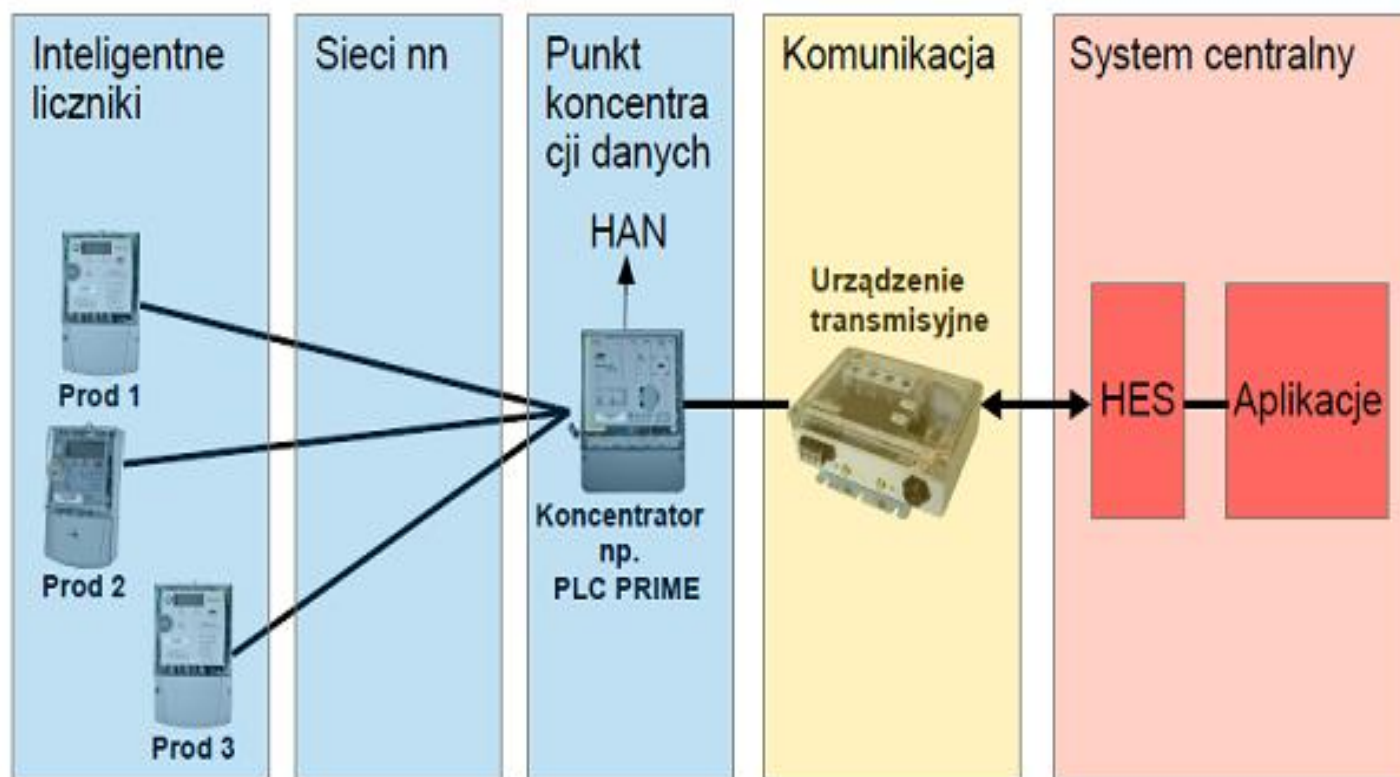 Inteligentne
liczniki
Sieci nn
Punkt
koncentra
cji danych
Komunikacja
System centralny
HAN
Urządzenie
transmisyjne
Prod 1
HES
Aplikacje
Koncentrator
np.
PLC PRIME
Prod 2
Prod 3